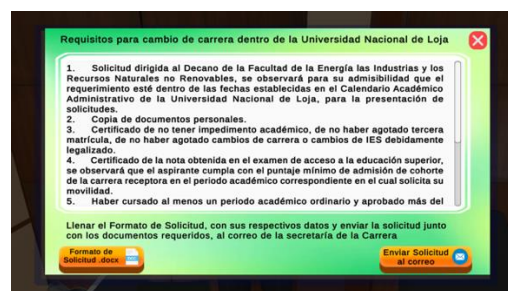 Requisitos para cambio de carrera dentro de la Universidad Nacional de Loja
1. Solicitud dirigida al Decano de la Facultad de la Energía las Industrias y los
Recursos Naturales no Renovables, se observará para su admisibilidad que el
requerimiento esté dentro de las fechas establecidas en el Calendario Académico
Administrativo de la Universidad Nacional de Loja, para la presentación de
solicitudes.
2. Copia de documentos personales.
3. Certificado de no tener impedimento académico, de no haber agotado tercera
matrícula, de no haber agotado cambios de carrera o cambios de IES debidamente
legalizado.
4. Certificado de la nota obtenida en el examen de acceso a la educación superior,
se observará que el aspirante cumpla con el puntaje mínimo de admisión de cohorte
de la carrera receptora en el periodo académico correspondiente en el cual solicita su
movilidad.
5. Haber cursado al menos un periodo académico ordinario y aprobado más del
Llenar el Formato de Solicitud, con sus respectivos datos y enviar la solicitud junto
con los documentos requeridos, al correo de la secretaría de la Carrera
Formato de
Solicitud .docx
Enviar Solicitud
al correo